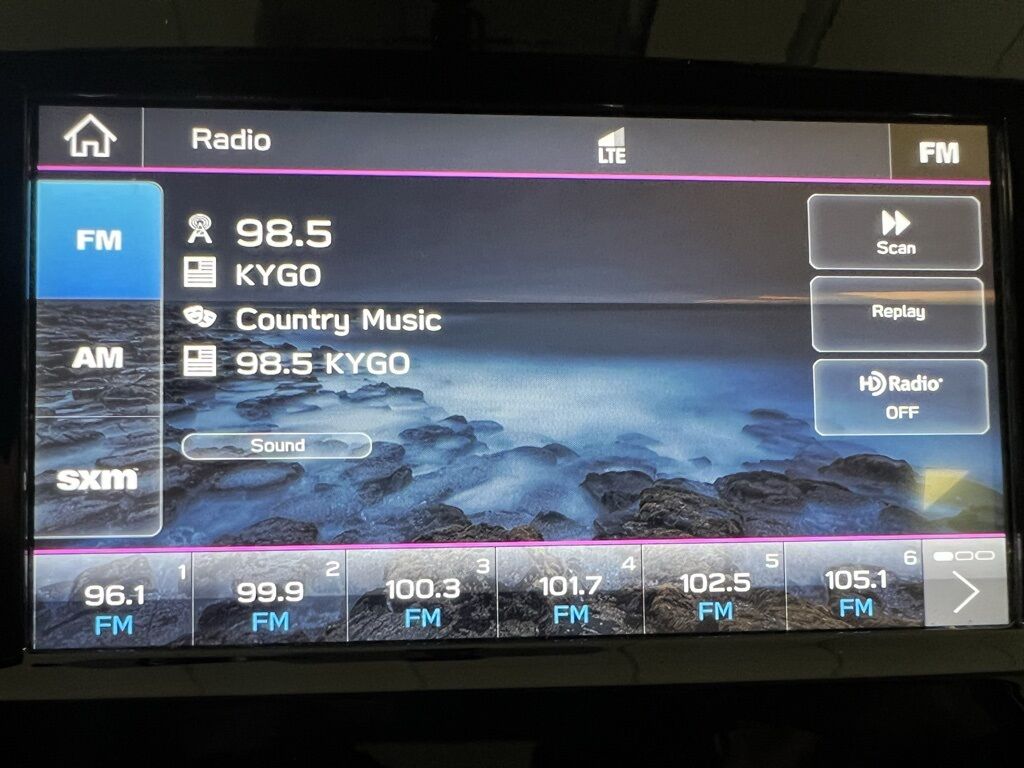 Radio
LTE
FM
FM
AM
sxm
98.5
KYGO
Country Music
98.5 KYGO
Sound
Scan
Replay
HD Radio
OFF
1
96.1
FM
2
99.9
FM
3
100.3
FM
4
101.7
FM
5
102.5
FM
6
105.1
FM